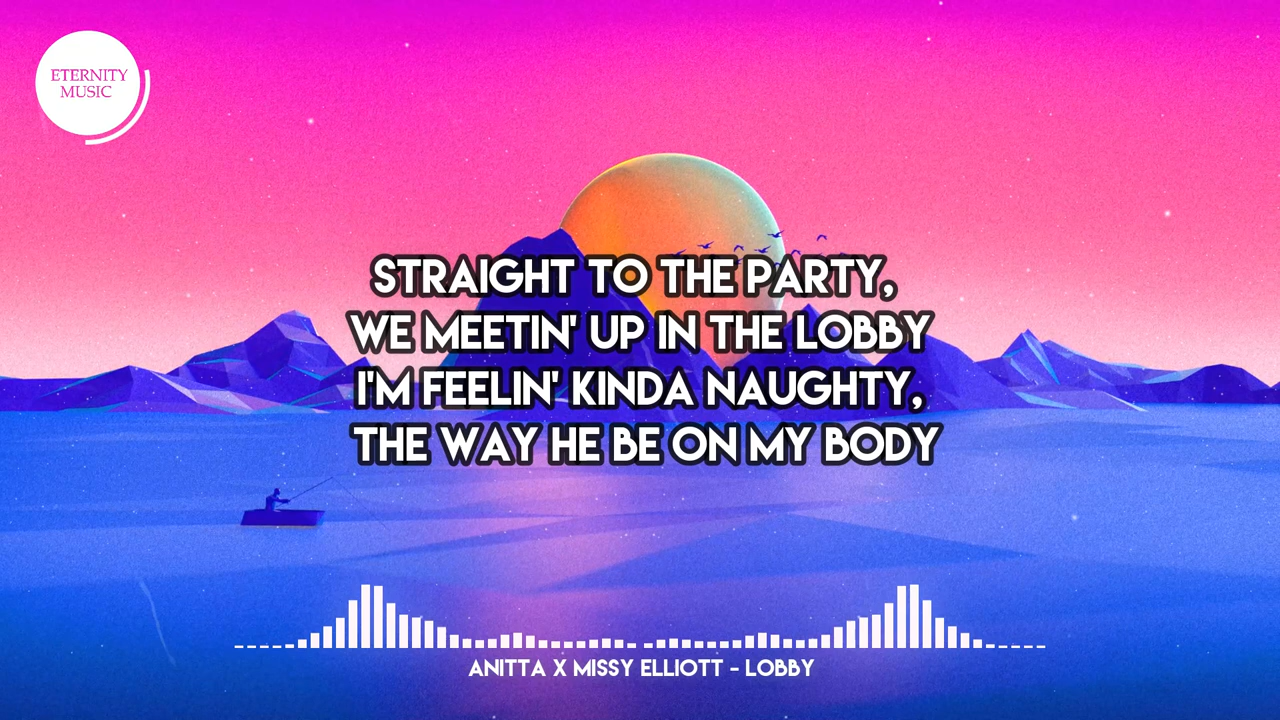 ETERNITY
MUSIC
STRAIGHT TO THE PARTY,
WE MEETIN' UP IN THE LOBBY
I'M FEELIN' KINDA NAUGHTY,
THE WAY HE BE ON MY BODY
ANITTA X MISSY ELLIOTT - LOBBY